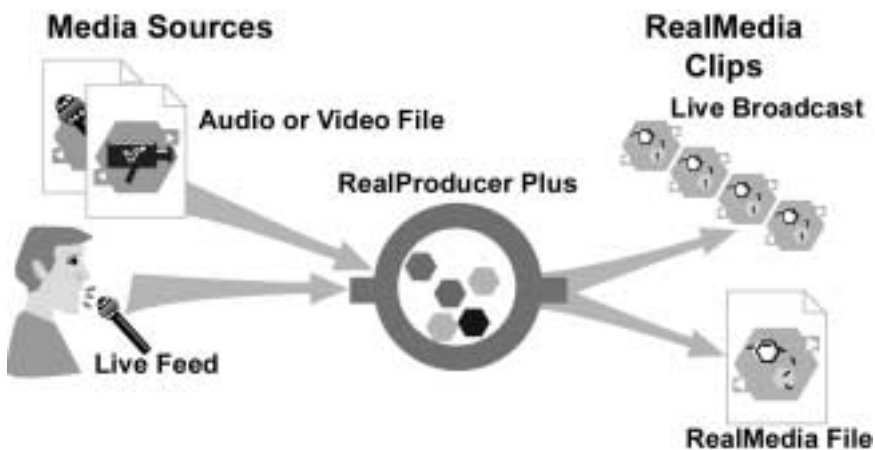 Media Sources
Audio or Video File
Live Feed
RealProducer Plus
RealMedia
Clips
Live Broadcast
RealMedia File